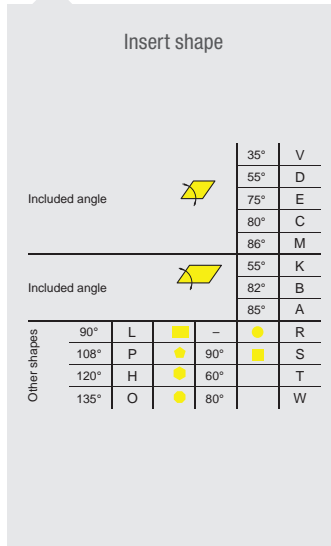 Insert shape
35° V
55° D
Included angle 75° E
80° C
86° M
55° K
Included angle 82° B
85° A
Other shapes
90° L – R
108° P 90° S
120° H 60° T
135° O 80° W